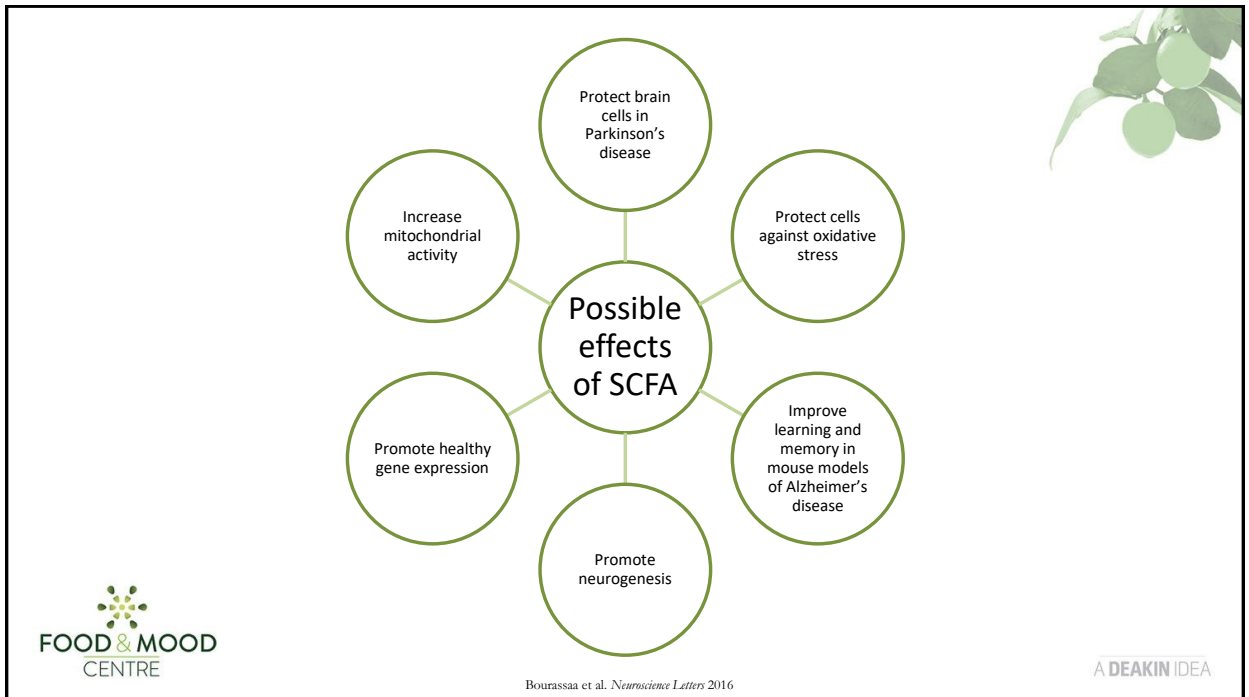 Protect brain
cells in
Parkinson's
disease
Increase
mitochondrial
activity
Protect cells
against oxidative
stress
Possible
effects
of SCFA
Promote healthy
gene expression
Improve
learning and
memory in
mouse models
of Alzheimer's
disease
Promote
neurogenesis
FOOD & MOOD
CENTRE
Bourassaa et al. Neuroscience Letters 2016
A DEAKIN IDEA